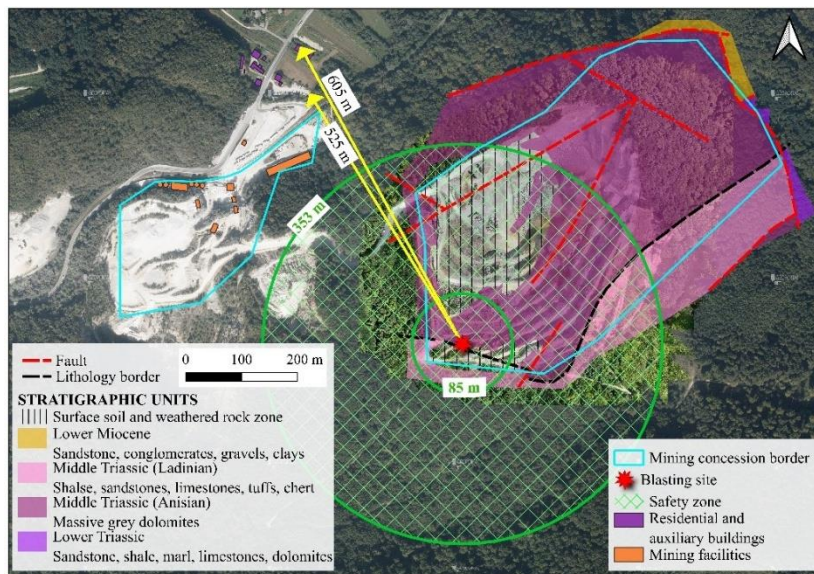 605 m
525 m
353 m
85 m
Fault
0 100 200 m
Lithology border
STRATIGRAPHIC UNITS
Surface soil and weathered rock zone
Lower Miocene
Sandstone, conglomerates, gravels, clays
Middle Triassic (Ladinian)
Shalse, sandstones, limestones, tuffs, chert
Middle Triassic (Anisian)
Massive grey dolomites
Lower Triassic
Sandstone, shale, marl, limestones, dolomites
Mining concession border
Blasting site
Safety zone
Residential and
auxiliary buildings
Mining facilities